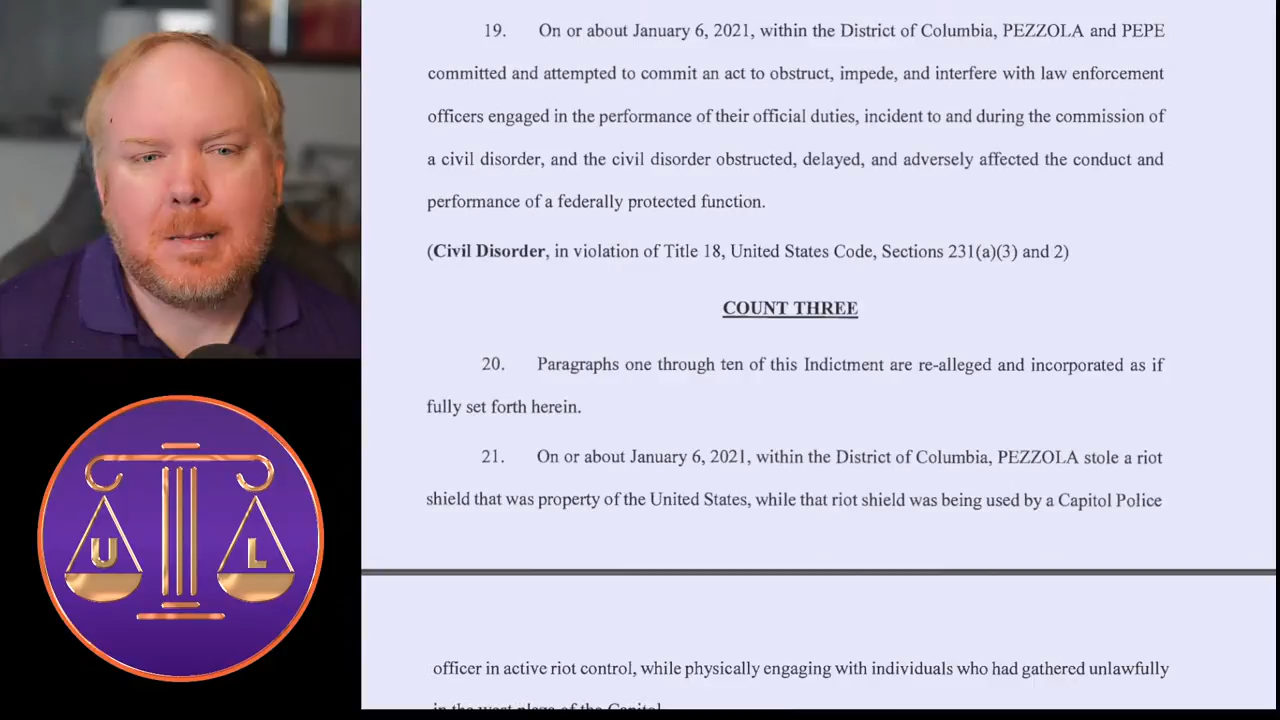 19. On or about January 6, 2021, within the District of Columbia, PEZZOLA and PEPE
committed and attempted to commit an act to obstruct, impede, and interfere with law enforcement
officers engaged in the performance of their official duties, incident to and during the commission of
a civil disorder, and the civil disorder obstructed, delayed, and adversely affected the conduct and
performance of a federally protected function.
(Civil Disorder, in violation of Title 18, United States Code, Sections 231(a)(3) and 2)
COUNT THREE
20. Paragraphs one through ten of this Indictment are re-alleged and incorporated as if
fully set forth herein.
21. On or about January 6, 2021, within the District of Columbia, PEZZOLA stole a riot
shield that was property of the United States, while that riot shield was being used by a Capitol Police
officer in active riot control, while physically engaging with individuals who had gathered unlawfully
in the west plaza of the Capitol.
U L